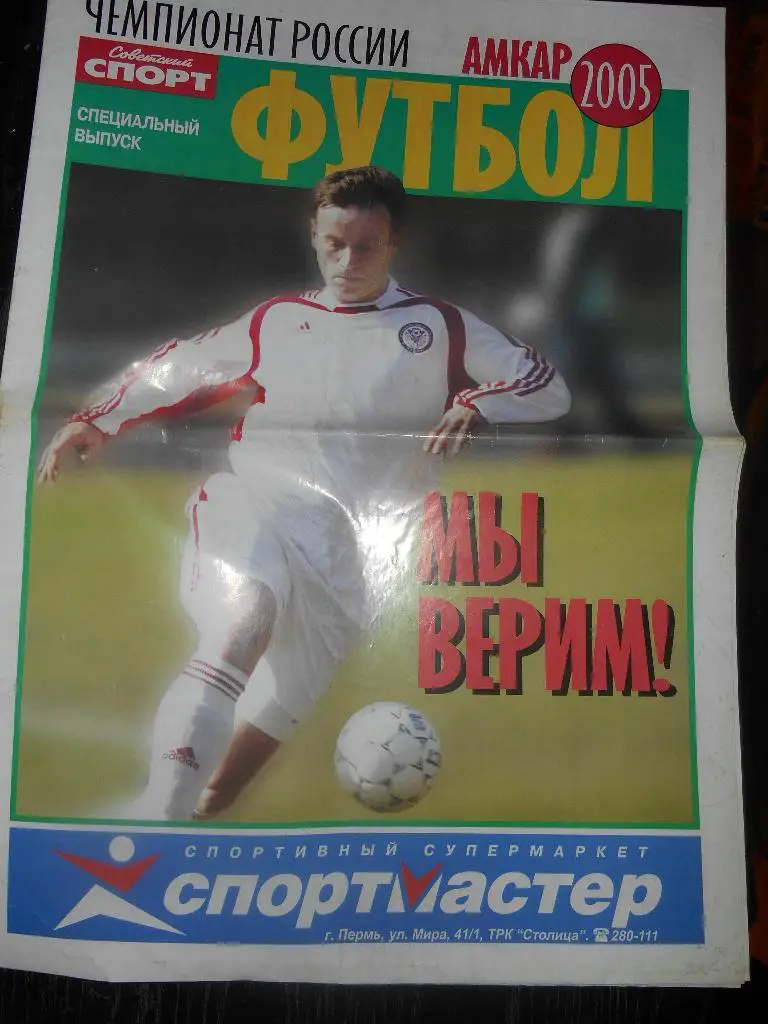 ЧЕМПИОНАТ РОССИИ
АМКАР 2005
Советский
СПОРТ
СПЕЦИАЛЬНЫЙ
ВЫПУСК
ФУТБОЛ
МЫ
ВЕРИМ!
adidas
СПОРТИВНЫЙ СУПЕРМАРКЕТ
спортмастер
г. Пермь, ул. Мира, 41/1, ТРК "Столица". ☎280-111